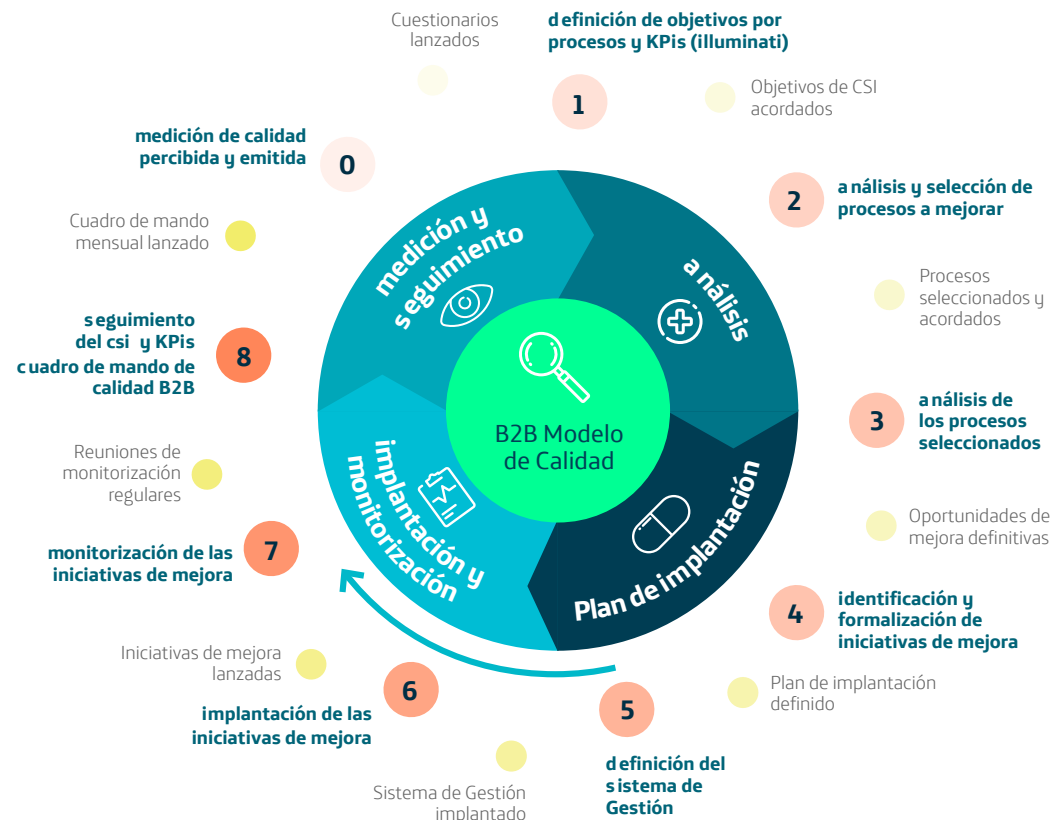 Cuestionarios
lanzados
definición de objetivos por
procesos y KPis (illuminati)
1
Objetivos de CSI
acordados
medición de calidad
percibida y emitida
0
2
análisis y selección de
procesos a mejorar
Cuadro de mando
mensual lanzado
medición y
seguimiento
análisis
Procesos
seleccionados y
acordados
seguimiento
del csi y KPis
cuadro de mando de
calidad B2B
8
B2B Modelo
de Calidad
3
análisis de
los procesos
seleccionados
Reuniones de
monitorización
regulares
implantación y
monitorización
Plan de implantación
Oportunidades de
mejora definitivas
monitorización de las
iniciativas de mejora
7
4
identificación y
formalización de
iniciativas de mejora
Iniciativas de mejora
lanzadas
6
implantación de las
iniciativas de mejora
5
Plan de implantación
definido
definición del
sistema de
Gestión
Sistema de Gestión
implantado